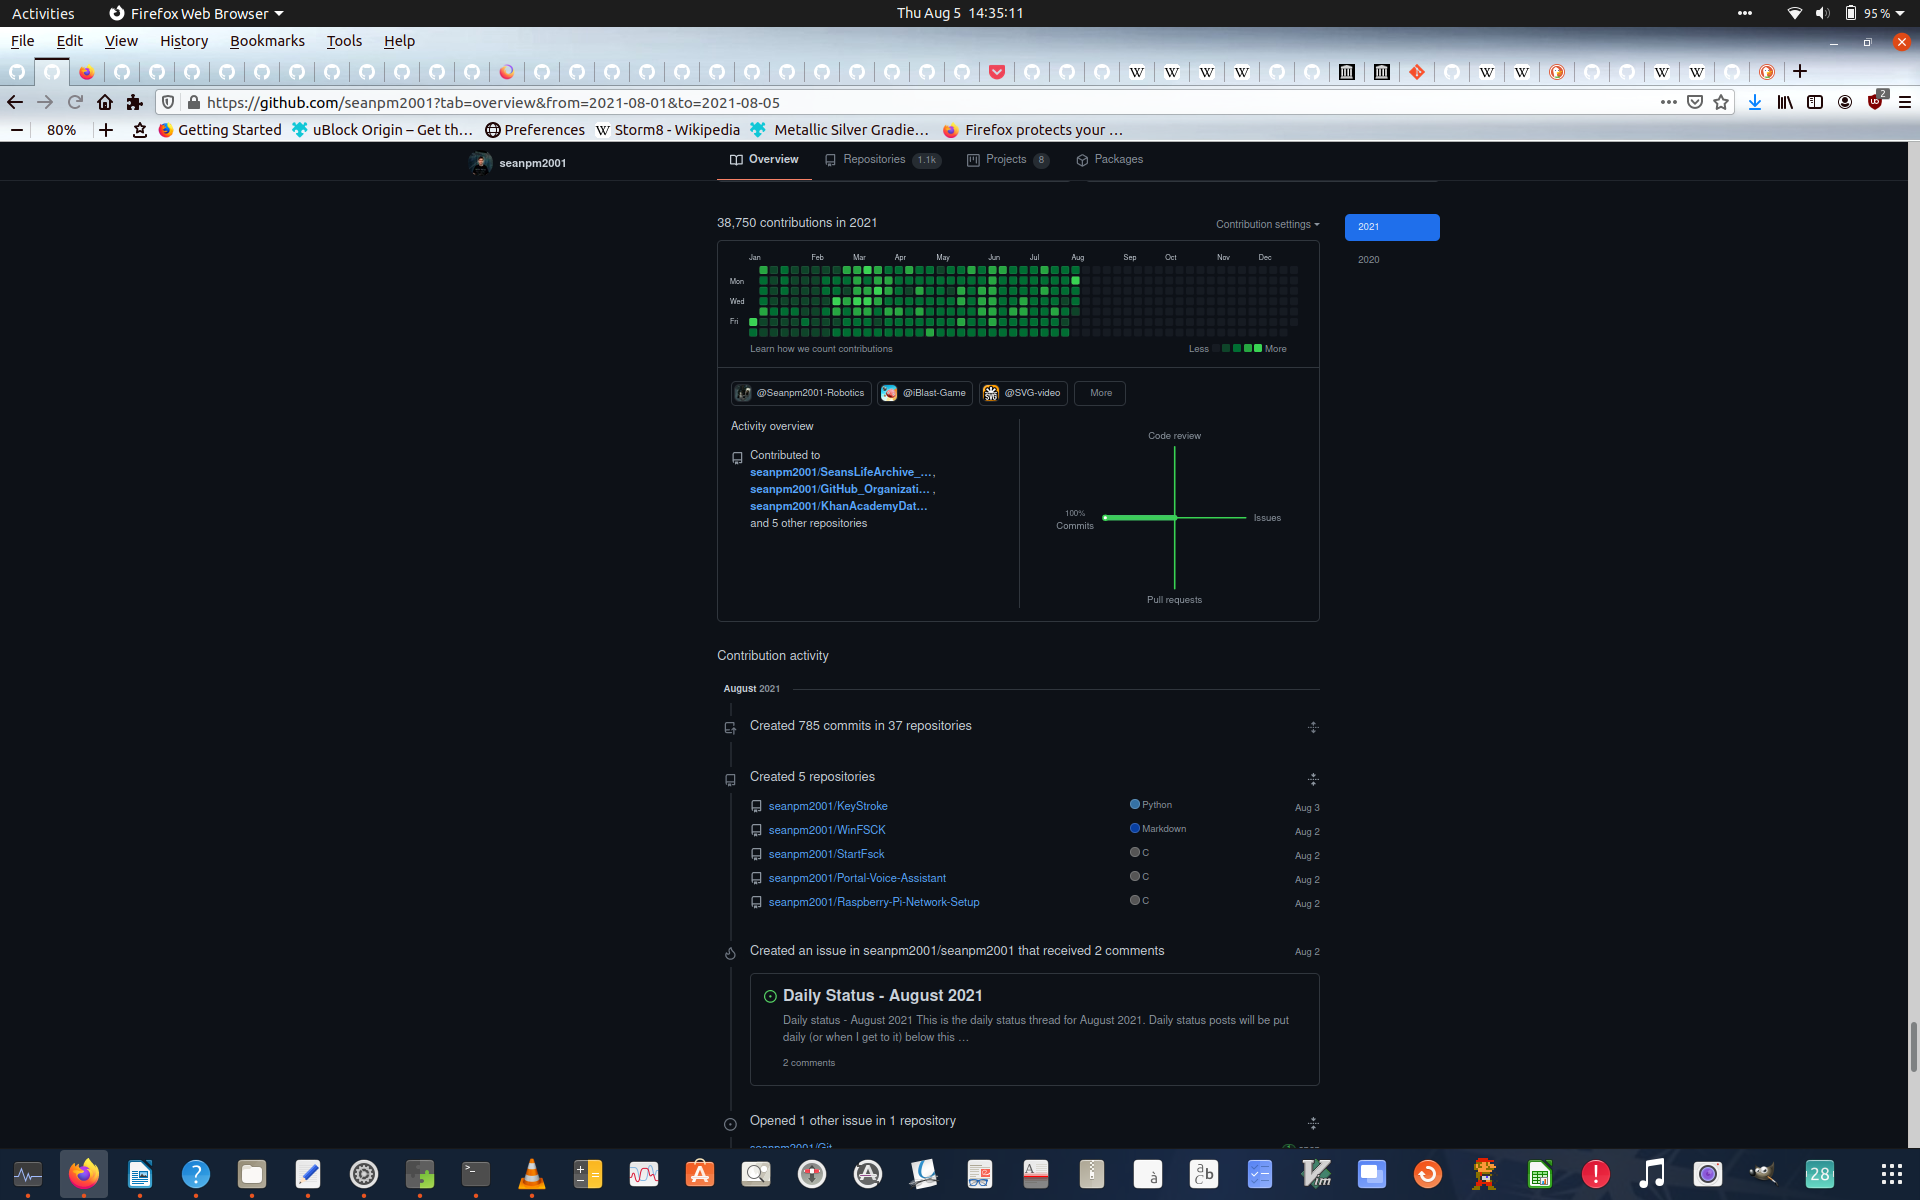 Activities Firefox Web Browser Thu Aug 5 14:35:11 95 %
File Edit View History Bookmarks Tools Help
https://github.com/seanpm2001?tab=overview&from=2021-08-01&to=2021-08-05 2
80% Getting Started uBlock Origin – Get th… Preferences Storm8 - Wikipedia Metallic Silver Gradie… Firefox protects your …
seanpm2001 Overview Repositories 1.1k Projects 8 Packages
38,750 contributions in 2021 Contribution settings 2021
2020
Jan Feb Mar Apr May Jun Jul Aug Sep Oct Nov Dec
Mon
Wed
Fri
Learn how we count contributions Less More
@Seanpm2001-Robotics @iBlast-Game SVG @SVG-video More
Activity overview
Contributed to
seanpm2001/SeansLifeArchive_… ,
seanpm2001/GitHub_Organizati… ,
seanpm2001/KhanAcademyDat…
and 5 other repositories
Code review
100%
Commits
Issues
Pull requests
Contribution activity
August 2021
Created 785 commits in 37 repositories
Created 5 repositories
seanpm2001/KeyStroke Python Aug 3
seanpm2001/WinFSCK Markdown Aug 2
seanpm2001/StartFsck C Aug 2
seanpm2001/Portal-Voice-Assistant C Aug 2
seanpm2001/Raspberry-Pi-Network-Setup C Aug 2
Created an issue in seanpm2001/seanpm2001 that received 2 comments Aug 2
Daily Status - August 2021
Daily status - August 2021 This is the daily status thread for August 2021. Daily status posts will be put
daily (or when I get to it) below this …
2 comments
Opened 1 other issue in 1 repository
28